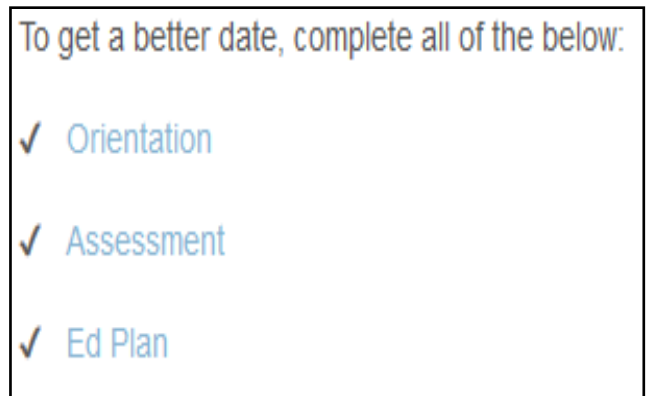 To get a better date, complete all of the below:
✓ Orientation
✓ Assessment
✓ Ed Plan